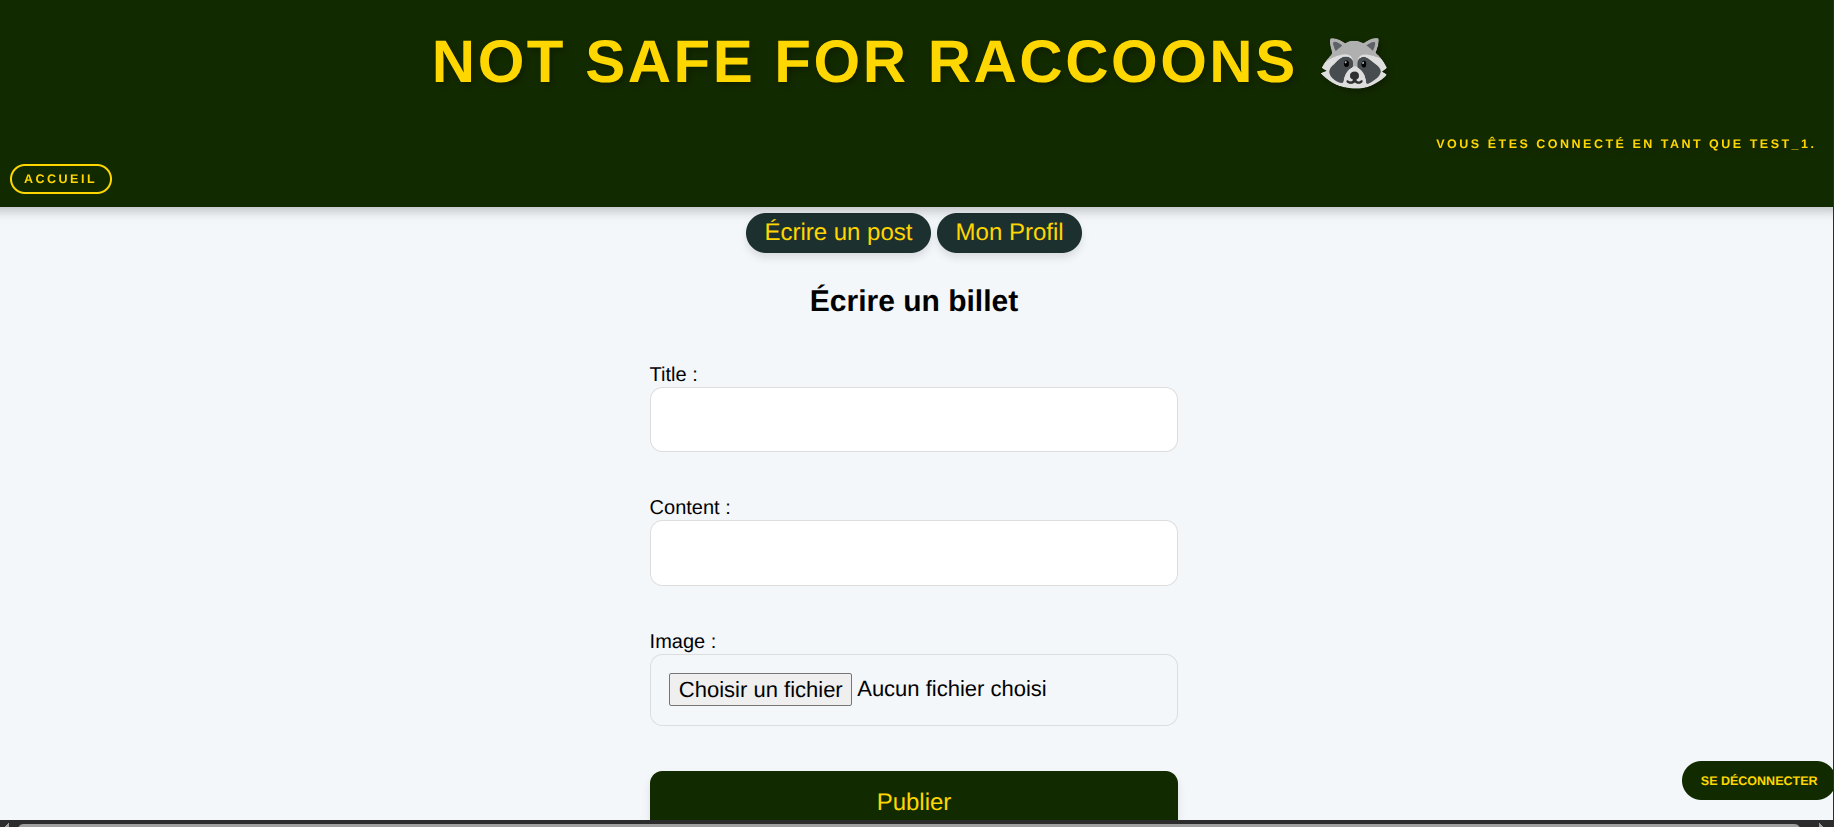 NOT SAFE FOR RACCOONS
VOUS ÊTES CONNECTÉ EN TANT QUE TEST_1.
ACCUEIL
Écrire un post Mon Profil
Écrire un billet
Title :
Content :
Image :
Choisir un fichier Aucun fichier choisi
SE DÉCONNECTER
Publier